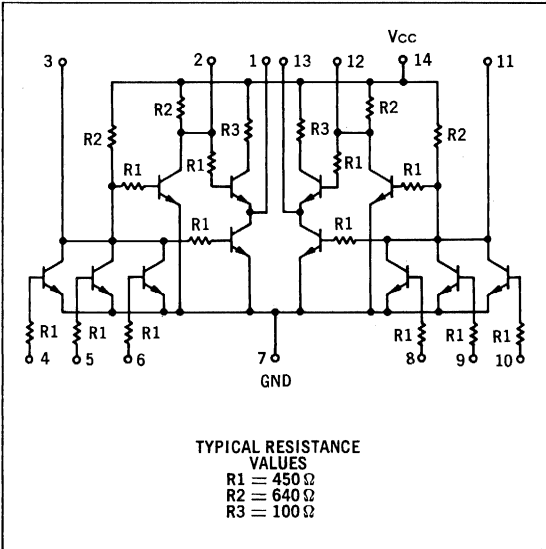 Vcc
3 2 1 13 12 14 11
R2 R2
R2 R3 R3 R2
R1 R1 R1 R1
R1 R1
R1 R1 R1 R1 R1 R1
4 5 6 7 8 9 10
GND
TYPICAL RESISTANCE
VALUES
R1 = 450 Ω
R2 = 640 Ω
R3 = 100 Ω